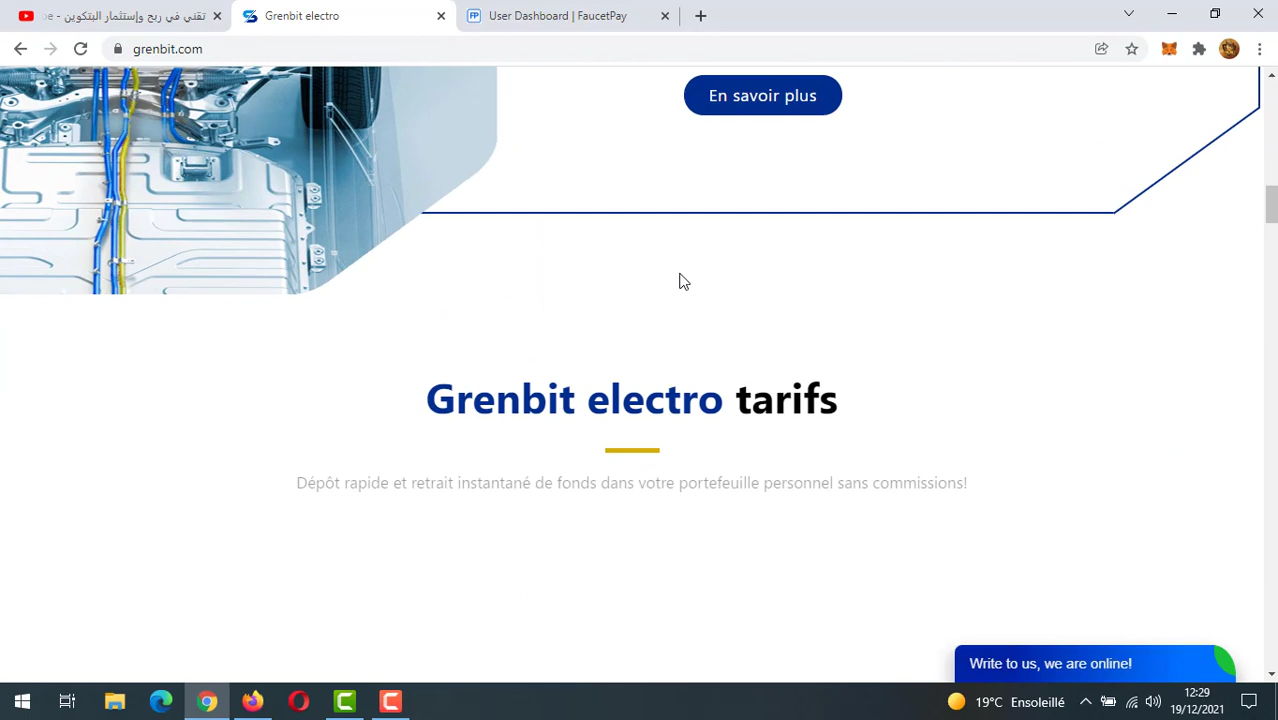 be - تقني في ربح وإستثمار البتكوين
Grenbit electro
User Dashboard | FaucetPay
grenbit.com
En savoir plus
Grenbit electro tarifs
Dépôt rapide et retrait instantané de fonds dans votre portefeuille personnel sans commissions!
Write to us, we are online!
19°C Ensoleillé
12:29
19/12/2021